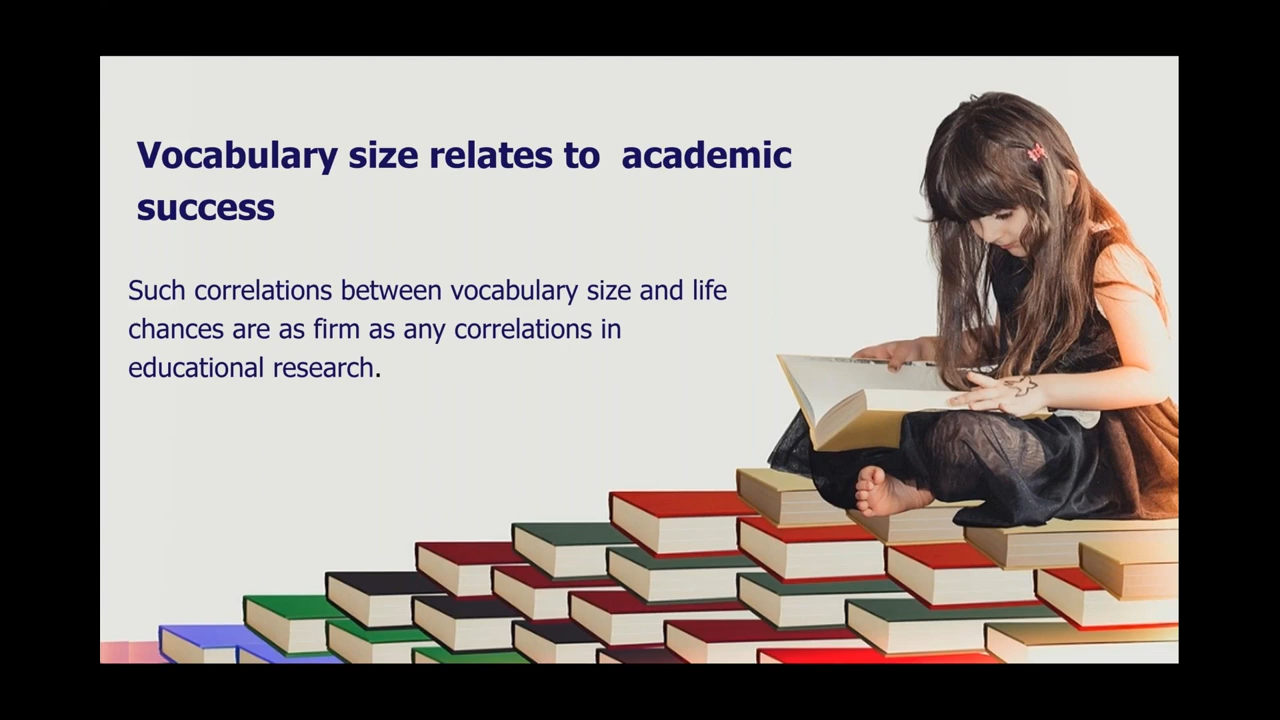 Vocabulary size relates to  academic
success
Such correlations between vocabulary size and life
chances are as firm as any correlations in
educational research.